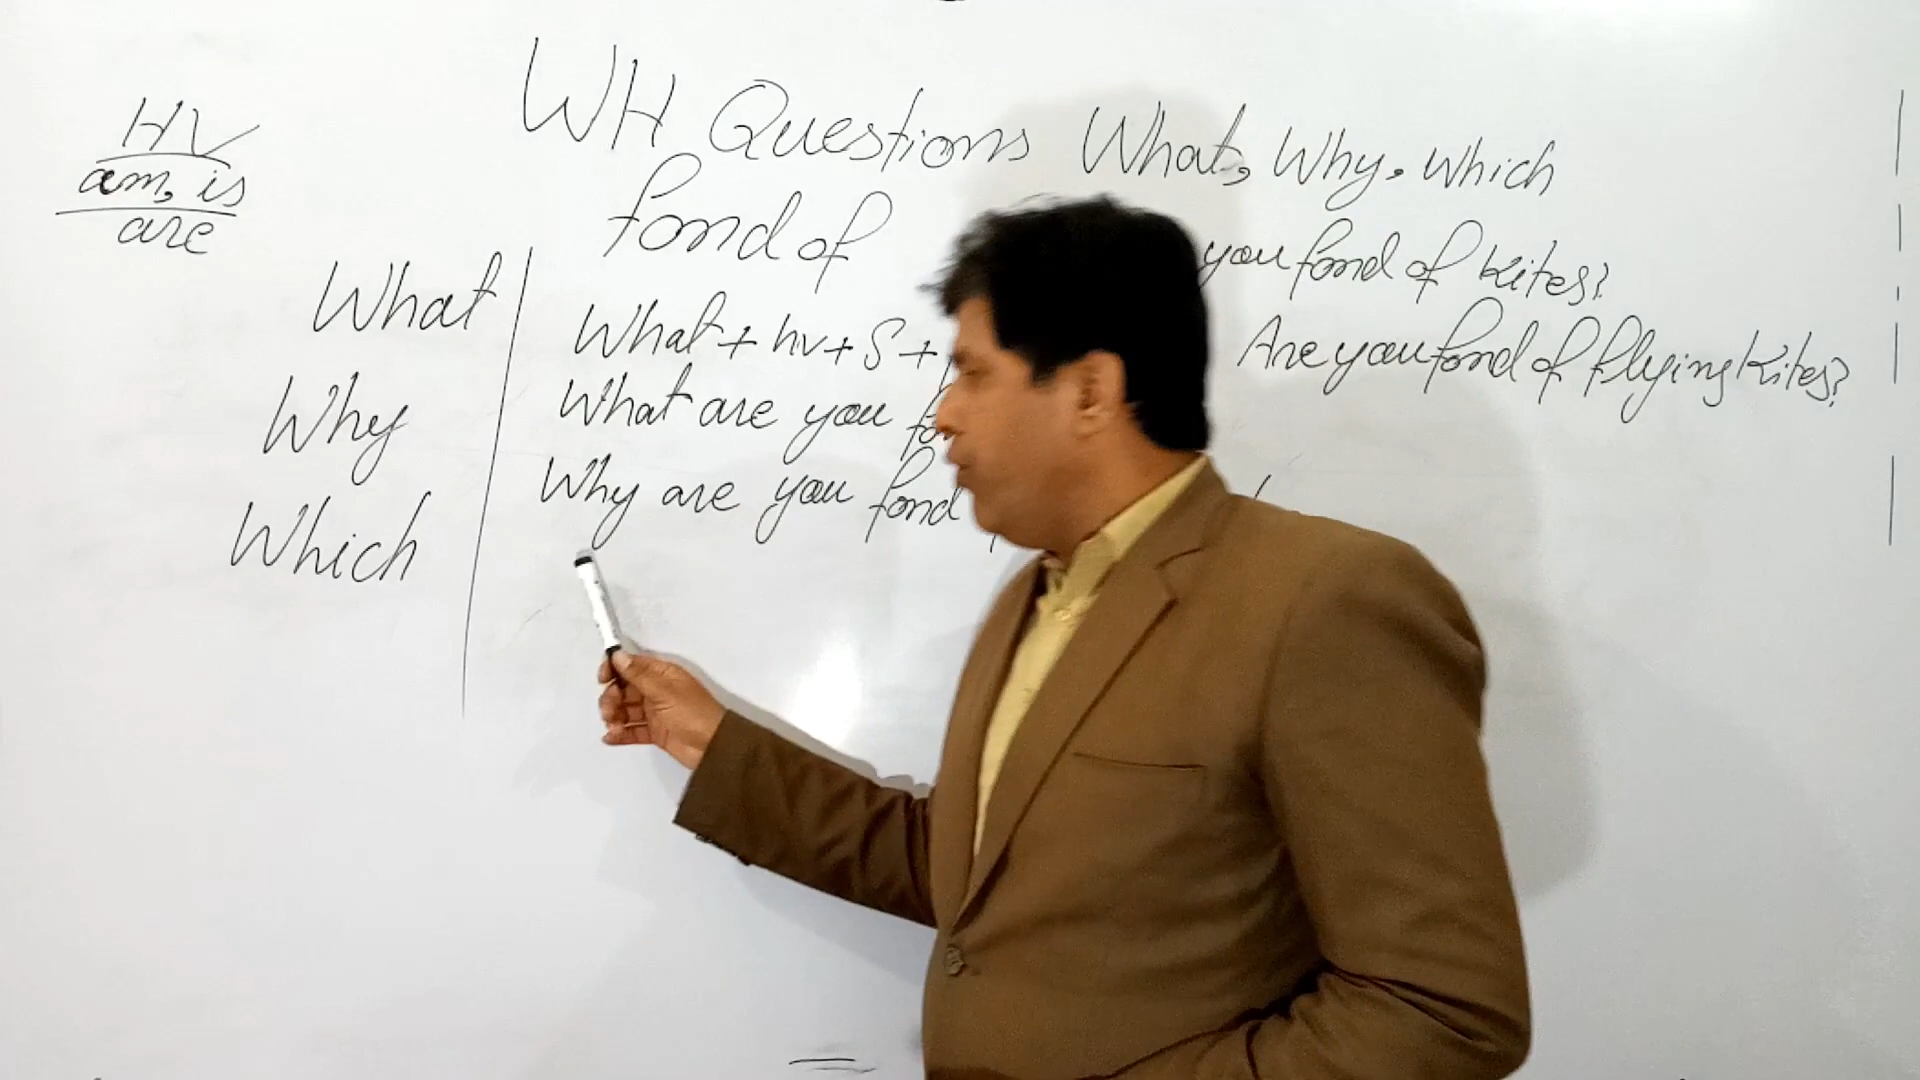 HV
am, is
are
WH Questions What, Why, Which
fond of
you fond of kites?
What
What + hv + S +
Are you fond of flying kites?
Why
What are you
Why are you fond
Which